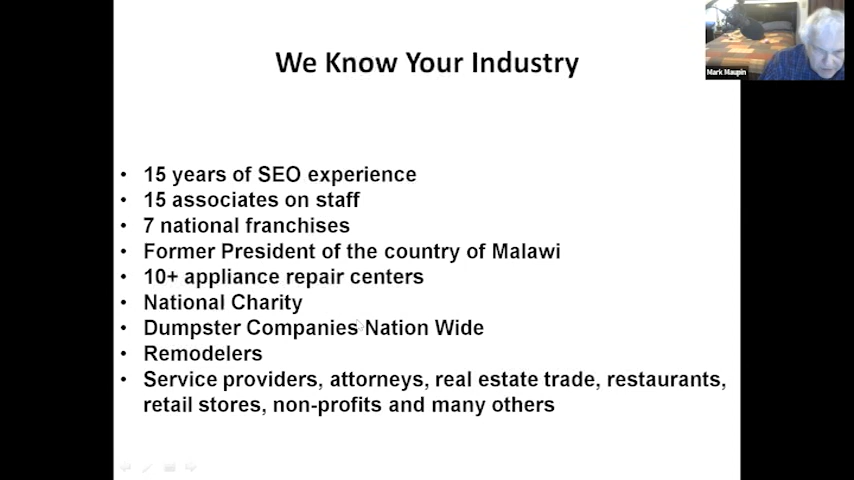 We Know Your Industry
Mark Maupin
15 years of SEO experience
15 associates on staff
7 national franchises
Former President of the country of Malawi
10+ appliance repair centers
National Charity
Dumpster Companies Nation Wide
Remodelers
Service providers, attorneys, real estate trade, restaurants,
retail stores, non-profits and many others